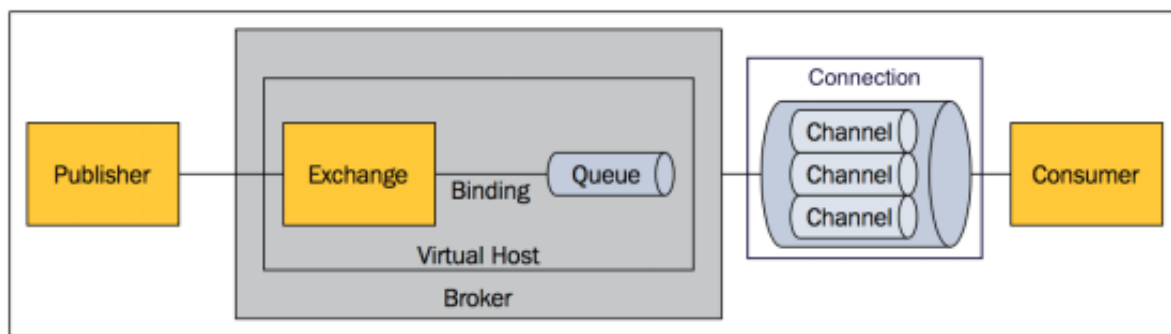 Publisher
Exchange
Binding
Queue
Virtual Host
Broker
Connection
Channel
Channel
Channel
Consumer